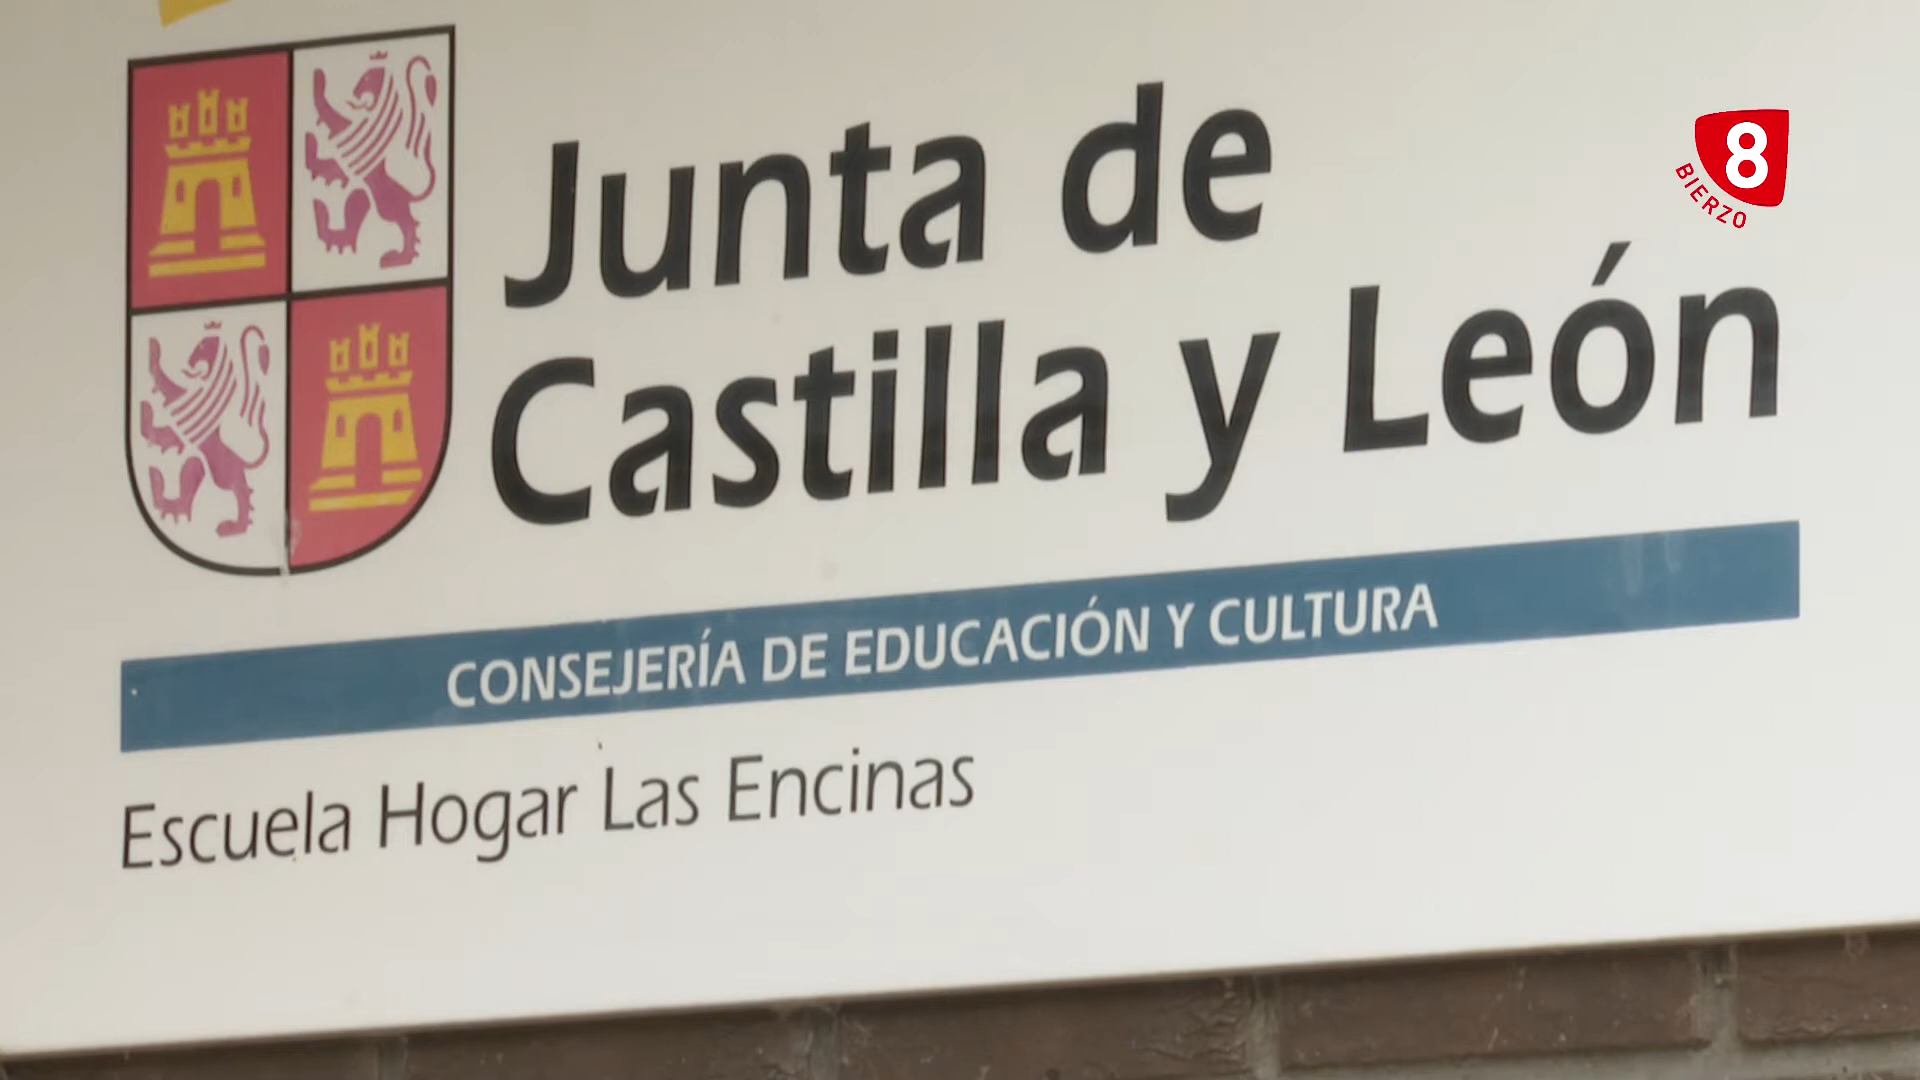 Junta de
Castilla y León
CONSEJERÍA DE EDUCACIÓN Y CULTURA
Escuela Hogar Las Encinas
8
BIERZO